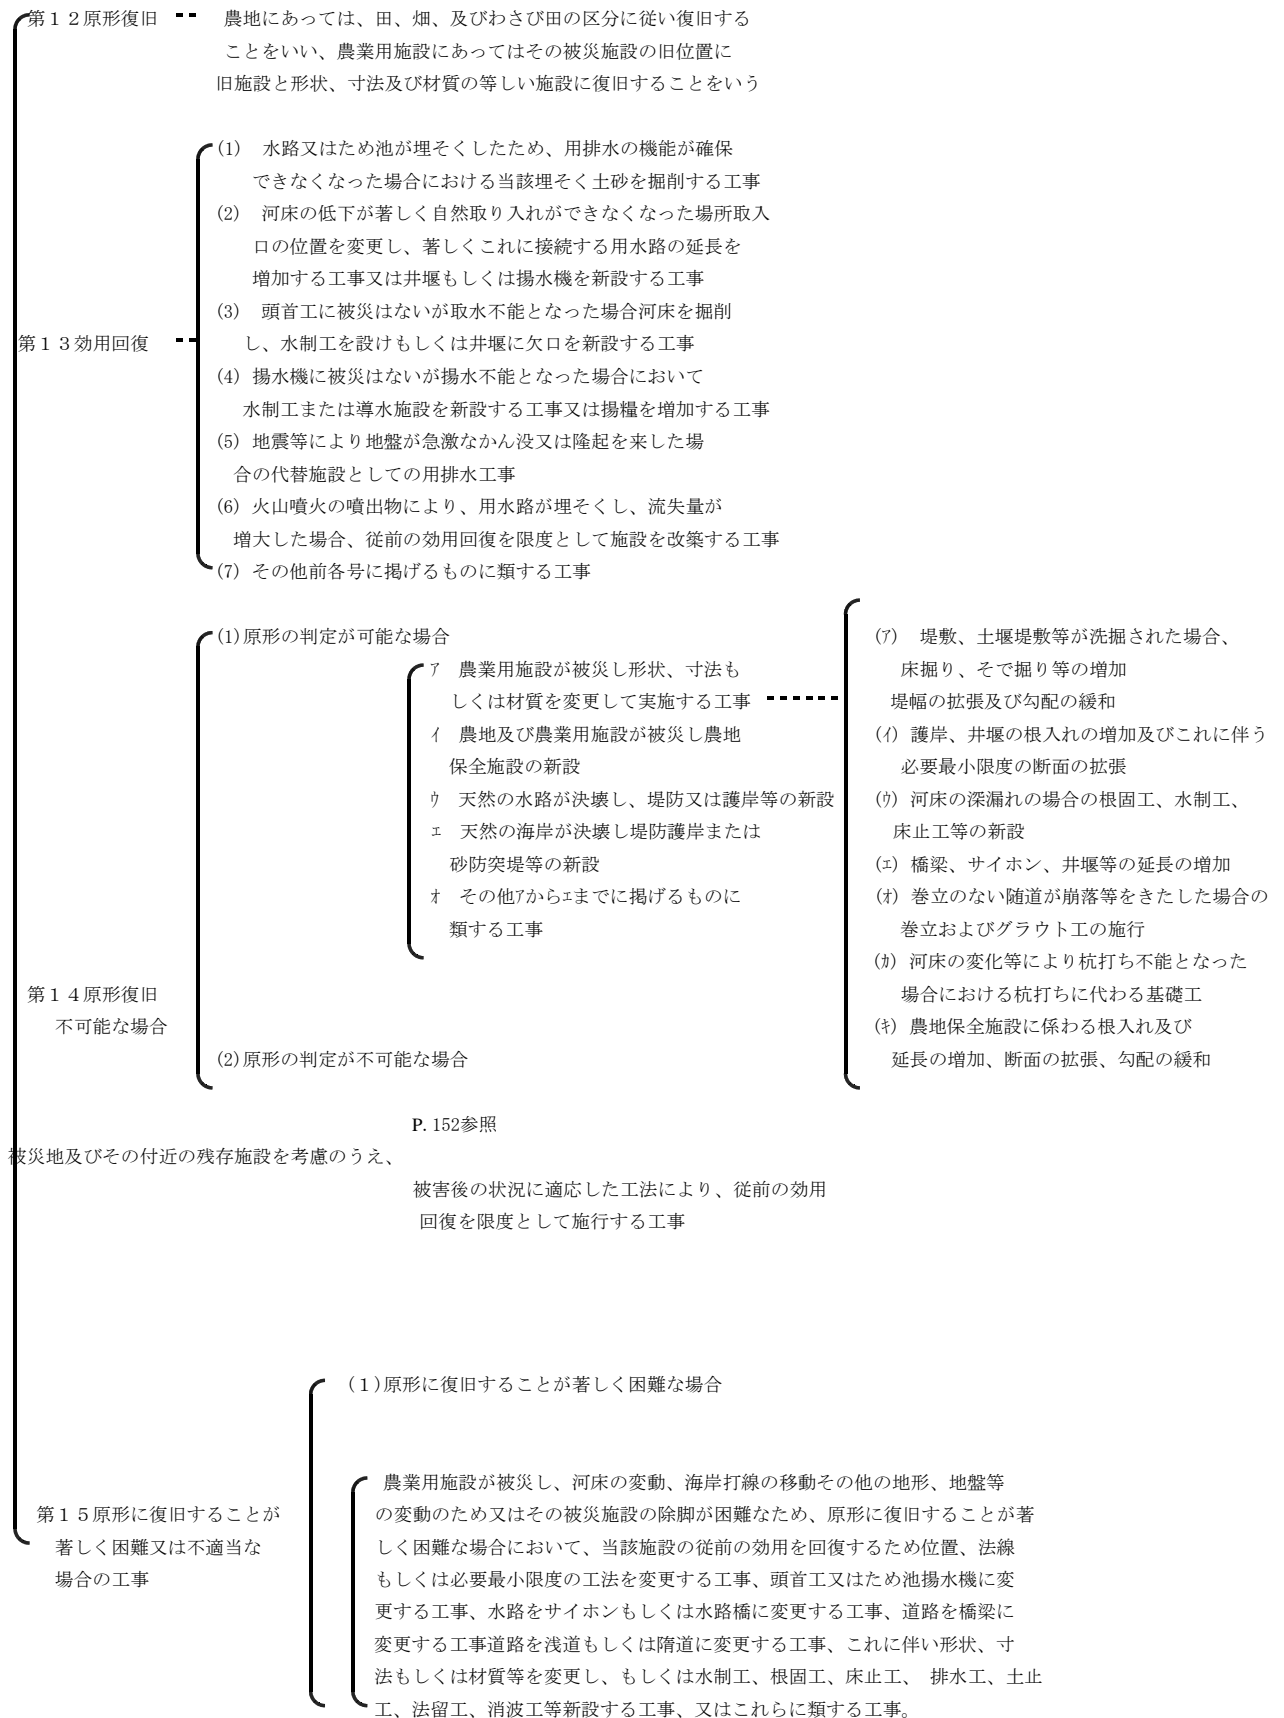 第１２原形復旧　農地にあっては、田、畑、及びわさび田の区分に従い復旧する
ことをいい、農業用施設にあってはその被災施設の旧位置に
旧施設と形状、寸法及び材質の等しい施設に復旧することをいう
第１３効用回復
(1)　水路又はため池が埋そくしたため、用排水の機能が確保
できなくなった場合における当該埋そく土砂を掘削する工事
(2)　河床の低下が著しく自然取り入れができなくなった場所取入
口の位置を変更し、著しくこれに接続する用水路の延長を
増加する工事又は井堰もしくは揚水機を新設する工事
(3)　頭首工に被災はないが取水不能となった場合河床を掘削
し、水制工を設けもしくは井堰に欠口を新設する工事
(4) 揚水機に被災はないが揚水不能となった場合において
水制工または導水施設を新設する工事又は揚糧を増加する工事
(5) 地震等により地盤が急激なかん没又は隆起を来した場
合の代替施設としての用排水工事
(6) 火山噴火の噴出物により、用水路が埋そくし、流失量が
増大した場合、従前の効用回復を限度として施設を改築する工事
(7) その他前各号に掲げるものに類する工事
第１４原形復旧
不可能な場合
(1)原形の判定が可能な場合
ｱ　農業用施設が被災し形状、寸法も
しくは材質を変更して実施する工事
ｲ　農地及び農業用施設が被災し農地
保全施設の新設
ｳ　天然の水路が決壊し、堤防又は護岸等の新設
ｴ　天然の海岸が決壊し堤防護岸または
砂防突堤等の新設
ｵ　その他ｱからｴまでに掲げるものに
類する工事
(ｱ)　堤敷、土堰堤敷等が洗掘された場合、
床掘り、そで掘り等の増加
堤幅の拡張及び勾配の緩和
(ｲ) 護岸、井堰の根入れの増加及びこれに伴う
必要最小限度の断面の拡張
(ｳ) 河床の深漏れの場合の根固工、水制工、
床止工等の新設
(ｴ) 橋梁、サイホン、井堰等の延長の増加
(ｵ) 巻立のない随道が崩落等をきたした場合の
巻立およびグラウト工の施行
(ｶ) 河床の変化等により杭打ち不能となった
場合における杭打ちに代わる基礎工
(ｷ) 農地保全施設に係わる根入れ及び
延長の増加、断面の拡張、勾配の緩和
(2)原形の判定が不可能な場合
P.152参照
被災地及びその付近の残存施設を考慮のうえ、
被害後の状況に適応した工法により、従前の効用
回復を限度として施行する工事
第１５原形に復旧することが
著しく困難又は不適当な
場合の工事
(１)原形に復旧することが著しく困難な場合
農業用施設が被災し、河床の変動、海岸打線の移動その他の地形、地盤等
の変動のため又はその被災施設の除脚が困難なため、原形に復旧することが著
しく困難な場合において、当該施設の従前の効用を回復するため位置、法線
もしくは必要最小限度の工法を変更する工事、頭首工又はため池揚水機に変
更する工事、水路をサイホンもしくは水路橋に変更する工事、道路を橋梁に
変更する工事道路を浅道もしくは隋道に変更する工事、これに伴い形状、寸
法もしくは材質等を変更し、もしくは水制工、根固工、床止工、　排水工、土止
工、法留工、消波工等新設する工事、又はこれらに類する工事。